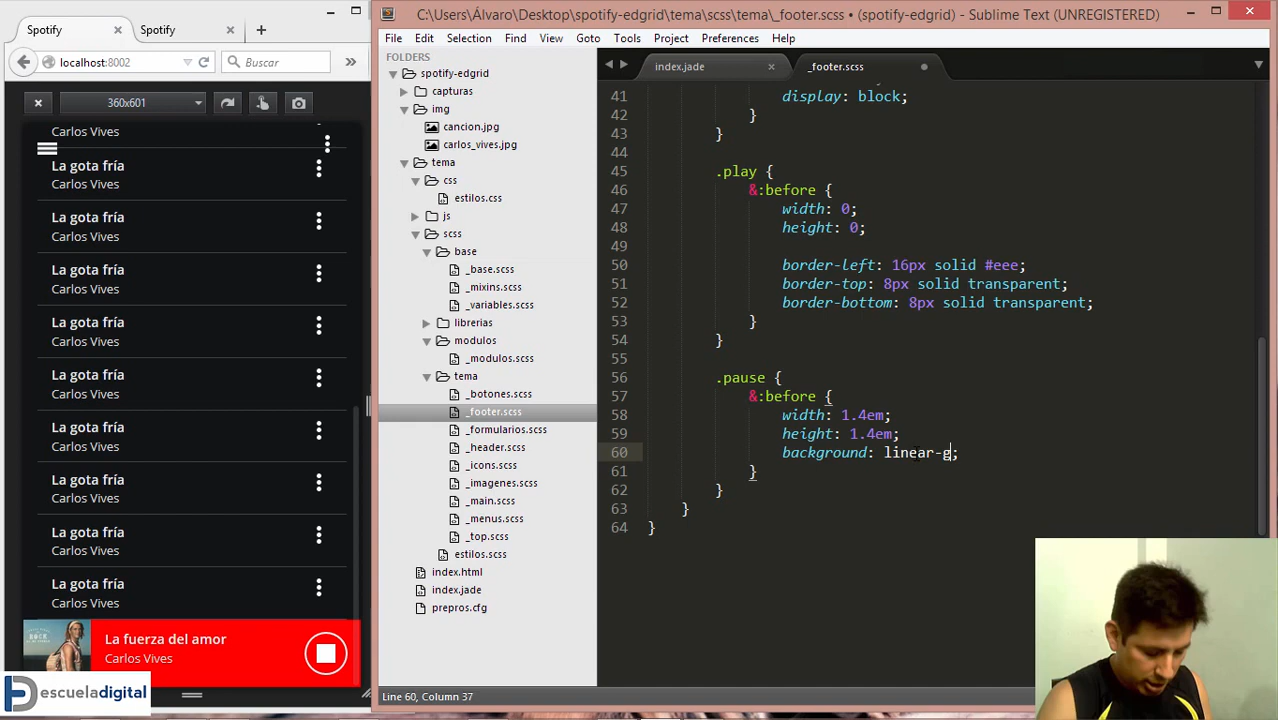 C:\Users\Álvaro\Desktop\spotify-edgrid\tema\scss\tema\_footer.scss • (spotify-edgrid) - Sublime Text (UNREGISTERED)
Spotify
Spotify
localhost:8002
Buscar
360x601
Carlos Vives
La gota fría
Carlos Vives
La gota fría
Carlos Vives
La gota fría
Carlos Vives
La gota fría
Carlos Vives
La gota fría
Carlos Vives
La gota fría
Carlos Vives
La gota fría
Carlos Vives
La gota fría
Carlos Vives
La gota fría
Carlos Vives
La fuerza del amor
Carlos Vives
escueladigital
File Edit Selection Find View Goto Tools Project Preferences Help
FOLDERS
spotify-edgrid
capturas
img
cancion.jpg
carlos_vives.jpg
tema
css
estilos.css
js
scss
base
_base.scss
_mixins.scss
_variables.scss
librerias
modulos
_modulos.scss
tema
_botones.scss
_footer.scss
_formularios.scss
_header.scss
_icons.scss
_imagenes.scss
_main.scss
_menus.scss
_top.scss
estilos.scss
index.html
index.jade
prepros.cfg
index.jade
_footer.scss
41 display: block;
42 }
43 }
44
45 .play {
46 &:before {
47 width: 0;
48 height: 0;
49
50 border-left: 16px solid #eee;
51 border-top: 8px solid transparent;
52 border-bottom: 8px solid transparent;
53 }
54 }
55
56 .pause {
57 &:before {
58 width: 1.4em;
59 height: 1.4em;
60 background: linear-g;
61 }
62 }
63 }
64 }
Line 60, Column 37